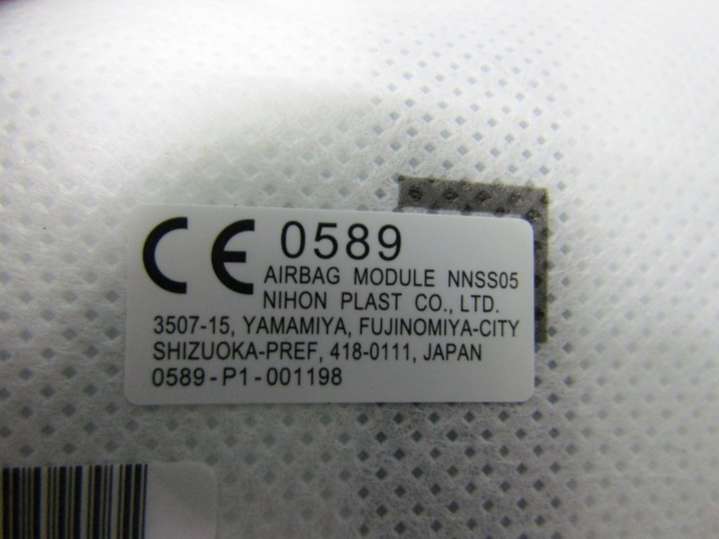 CE 0589
AIRBAG MODULE NNSS05
NIHON PLAST CO., LTD.
3507-15, YAMAMIYA, FUJINOMIYA-CITY
SHIZUOKA-PREF, 418-0111, JAPAN
0589-P1-001198